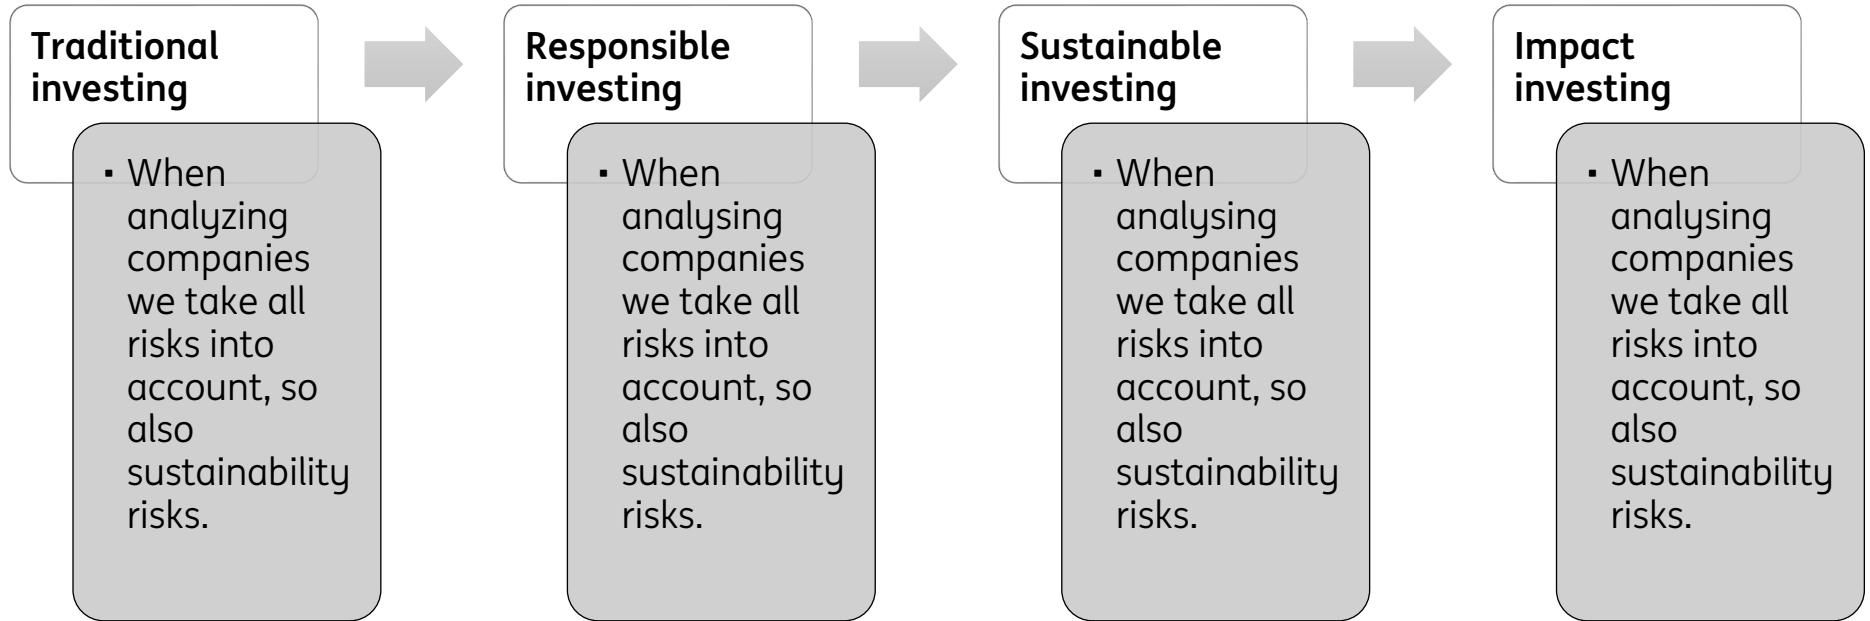 Traditional
investing
▪ When
analyzing
companies
we take all
risks into
account, so
also
sustainability
risks.
Responsible
investing
▪ When
analysing
companies
we take all
risks into
account, so
also
sustainability
risks.
Sustainable
investing
▪ When
analysing
companies
we take all
risks into
account, so
also
sustainability
risks.
Impact
investing
▪ When
analysing
companies
we take all
risks into
account, so
also
sustainability
risks.